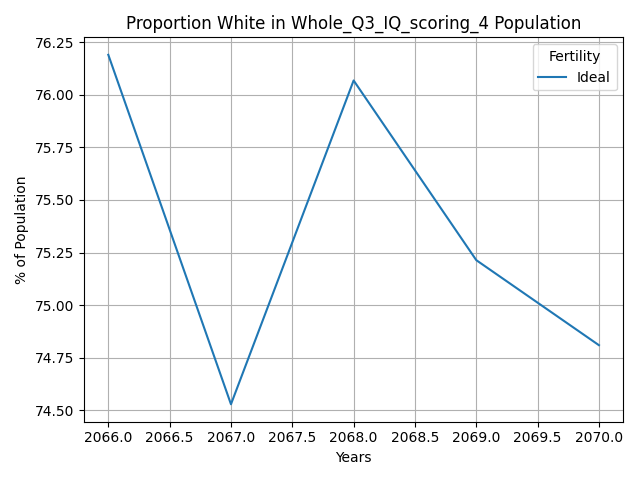 Proportion White in Whole_Q3_IQ_scoring_4 Population
76.25
76.00
75.75
75.50
75.25
75.00
74.75
74.50
% of Population
Fertility
Ideal
2066.0 2066.5 2067.0 2067.5 2068.0 2068.5 2069.0 2069.5 2070.0
Years